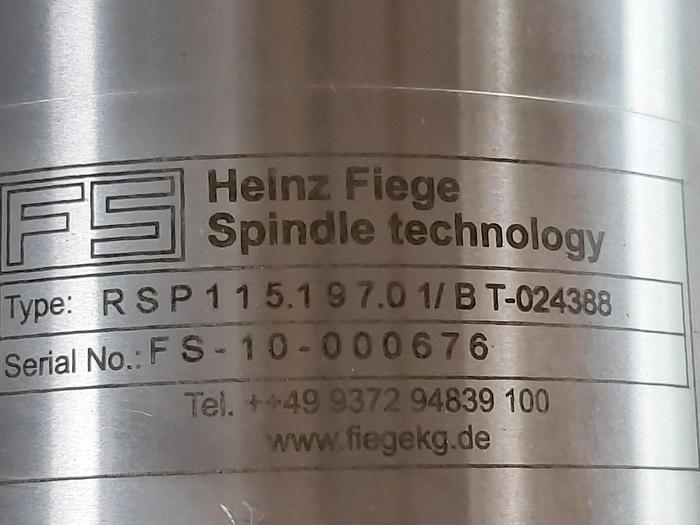 FS
Heinz Fiege
Spindle technology
Type: RSP115.197.01/BT-024388
Serial No.: FS-10-000676
Tel. ++49 9372 94839 100
www.fiegekg.de